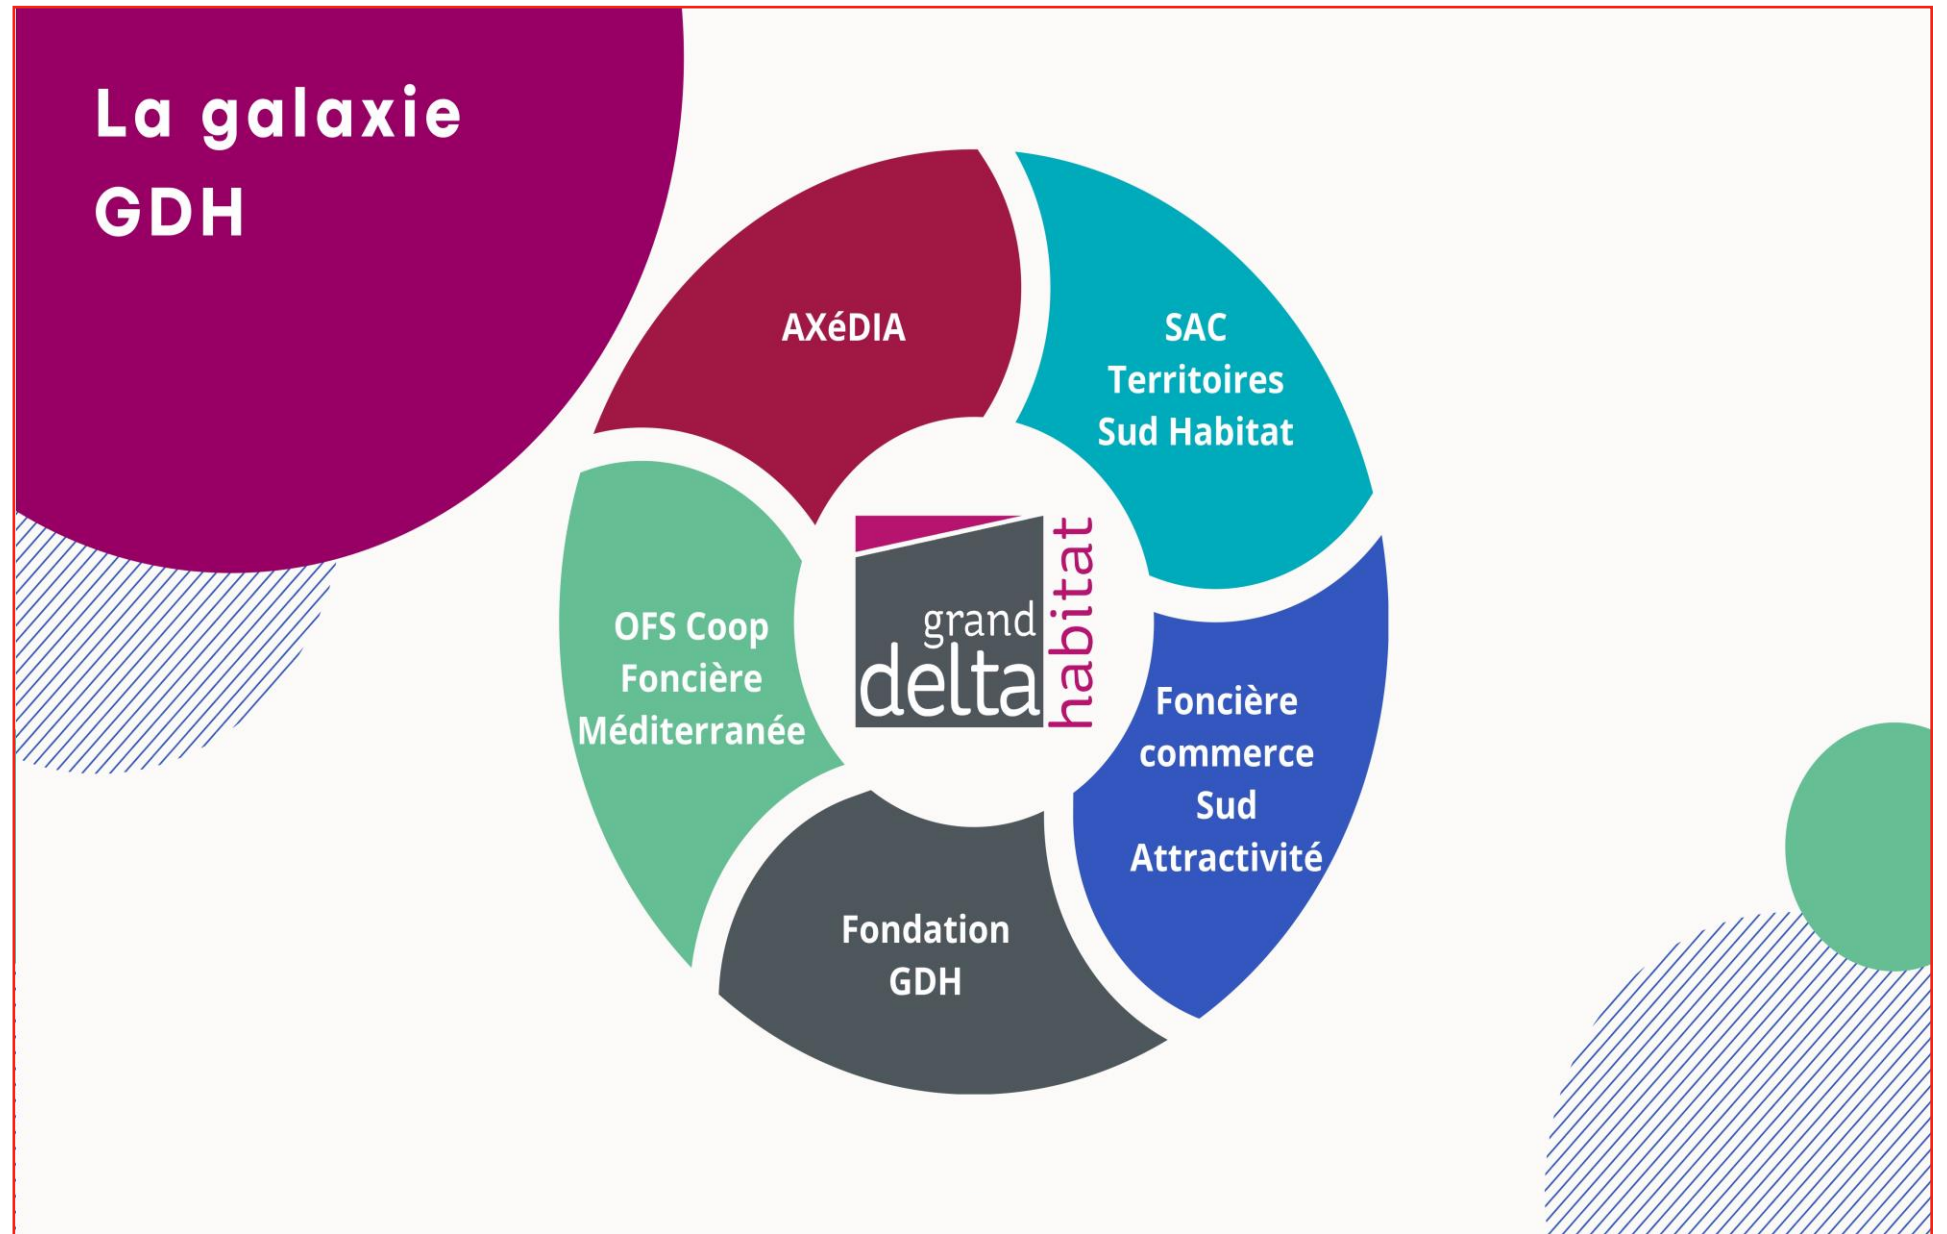 La galaxie
GDH
AXéDIA
SAC
Territoires
Sud Habitat
OFS Coop
Foncière
Méditerranée
grand
delta
habitat
Foncière
commerce
Sud
Attractivité
Fondation
GDH